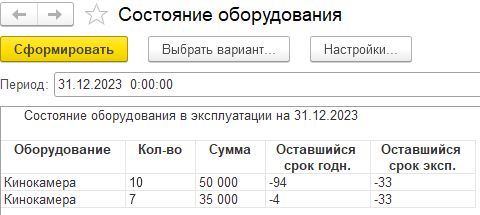 Состояние оборудования
Сформировать Выбрать вариант... Настройки...
Период: 31.12.2023 0:00:00
Состояние оборудования в эксплуатации на 31.12.2023
Оборудование Кол-во Сумма Оставшийся срок годн. Оставшийся срок эксп.
Кинокамера 10 50 000 -94 -33
Кинокамера 7 35 000 -4 -33